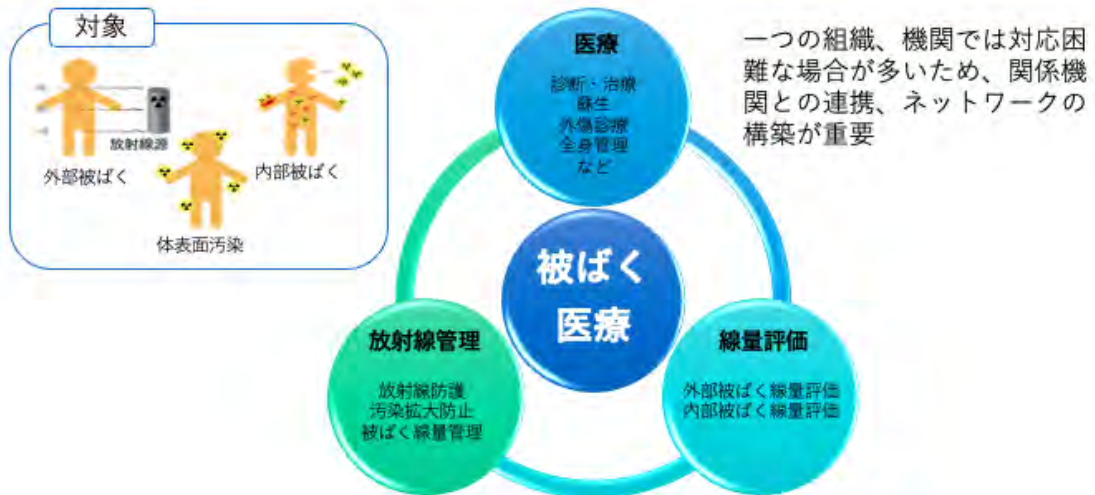 対象
放射線源
外部被ばく
内部被ばく
体表面汚染
医療
診断・治療
蘇生
外傷診療
全身管理
など
一つの組織、機関では対応困
難な場合が多いため、関係機
関との連携、ネットワークの
構築が重要
被ばく
医療
放射線管理
放射線防護
汚染拡大防止
被ばく線量管理
線量評価
外部被ばく線量評価
内部被ばく線量評価